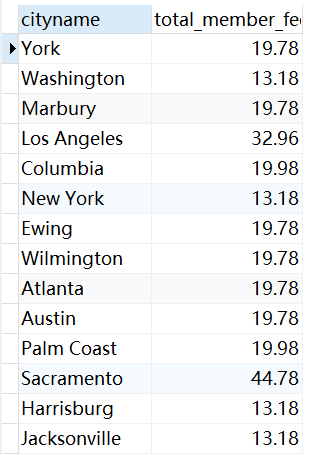 cityname total_member_fe
York 19.78
Washington 13.18
Marbury 19.78
Los Angeles 32.96
Columbia 19.98
New York 13.18
Ewing 19.78
Wilmington 19.78
Atlanta 19.78
Austin 19.78
Palm Coast 19.98
Sacramento 44.78
Harrisburg 13.18
Jacksonville 13.18